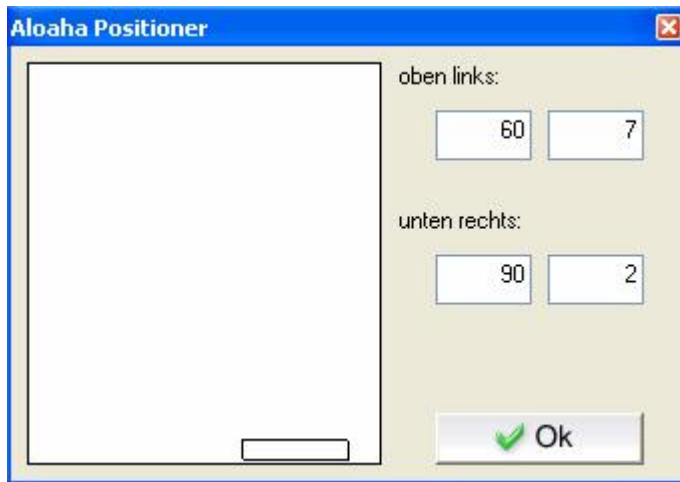 Aloaha Positioner
oben links:
60 7
unten rechts:
90 2
Ok